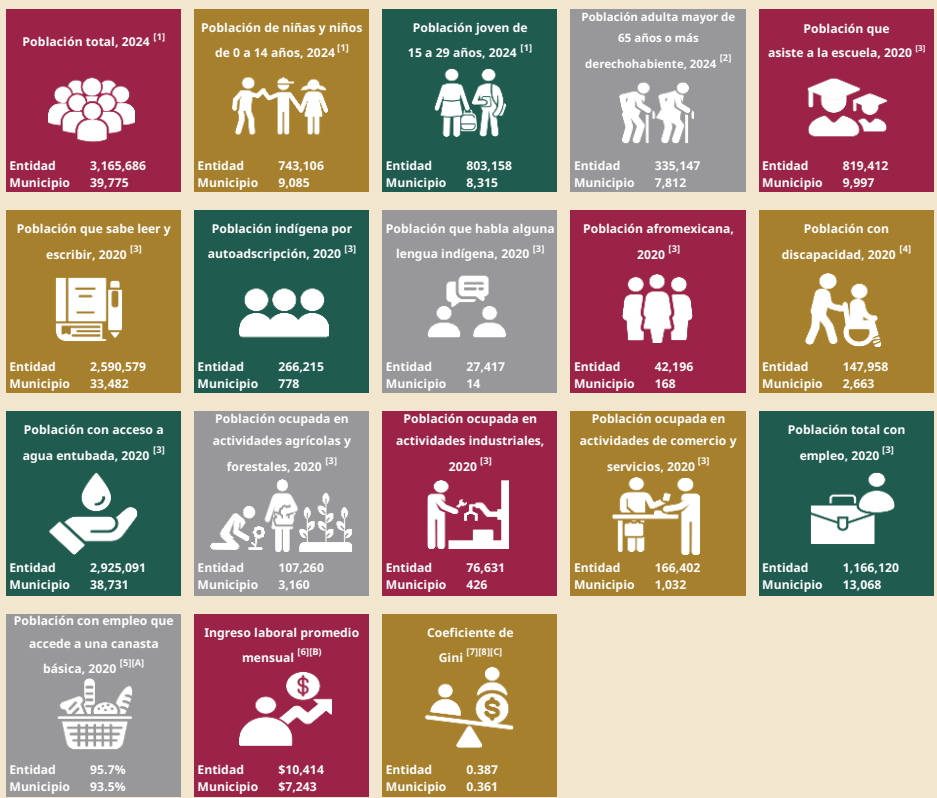 Población total, 2024 [1]
Entidad 3,165,686
Municipio 39,775
Población de niñas y niños
de 0 a 14 años, 2024 [1]
Entidad 743,106
Municipio 9,085
Población joven de
15 a 29 años, 2024 [1]
Entidad 803,158
Municipio 8,315
Población adulta mayor de
65 años o más
derechohabiente, 2024 [2]
Entidad 335,147
Municipio 7,812
Población que
asiste a la escuela, 2020 [3]
Entidad 819,412
Municipio 9,997
Población que sabe leer y
escribir, 2020 [3]
Entidad 2,590,579
Municipio 33,482
Población indígena por
autoadscripción, 2020 [3]
Entidad 266,215
Municipio 778
Población que habla alguna
lengua indígena, 2020 [3]
Entidad 27,417
Municipio 14
Población afromexicana,
2020 [3]
Entidad 42,196
Municipio 168
Población con
discapacidad, 2020 [4]
Entidad 147,958
Municipio 2,663
Población con acceso a
agua entubada, 2020 [3]
Entidad 2,925,091
Municipio 38,731
Población ocupada en
actividades agrícolas y
forestales, 2020 [3]
Entidad 107,260
Municipio 3,160
Población ocupada en
actividades industriales,
2020 [3]
Entidad 76,631
Municipio 426
Población ocupada en
actividades de comercio y
servicios, 2020 [3]
Entidad 166,402
Municipio 1,032
Población total con
empleo, 2020 [3]
Entidad 1,166,120
Municipio 13,068
Población con empleo que
accede a una canasta
básica, 2020 [5][A]
Entidad 95.7%
Municipio 93.5%
Ingreso laboral promedio
mensual [6][B]
$
Entidad $10,414
Municipio $7,243
Coeficiente de
Gini [7][8][C]
$
Entidad 0.387
Municipio 0.361